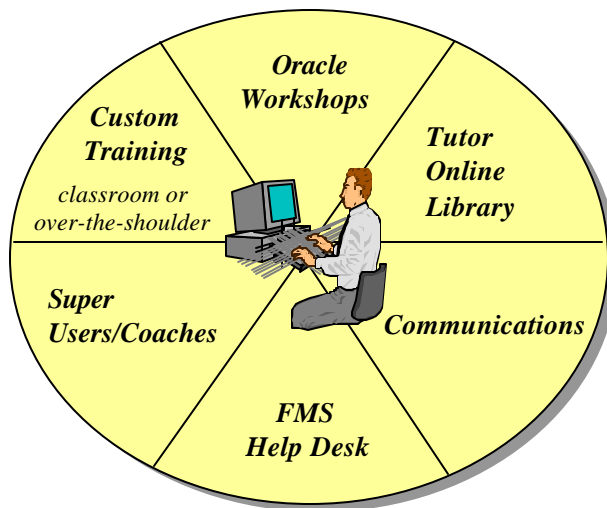 Oracle
Workshops
Custom
Training
classroom or
over-the-shoulder
Tutor
Online
Library
Super
Users/Coaches
Communications
FMS
Help Desk